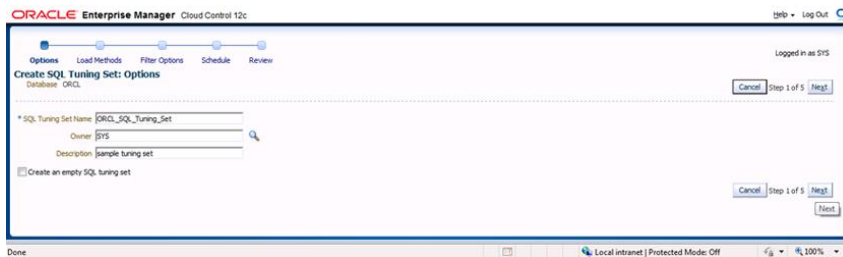 ORACLE Enterprise Manager Cloud Control 12c
Help Log Out
Options Load Methods Filter Options Schedule Review
Logged in as SYS
Create SQL Tuning Set: Options
Database ORCL
Cancel Step 1 of 5 Next
* SQL Tuning Set Name ORCL_SQL_Tuning_Set
Owner SYS
Description sample tuning set
Create an empty SQL tuning set
Cancel Step 1 of 5 Next
Next
Done Local intranet | Protected Mode: Off 100%